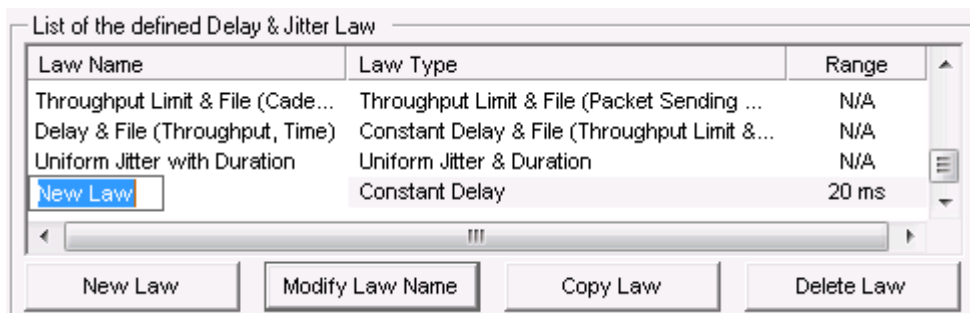 List of the defined Delay & Jitter Law
Law Name Law Type Range
Throughput Limit & File (Cade... Throughput Limit & File (Packet Sending ... N/A
Delay & File (Throughput, Time) Constant Delay & File (Throughput Limit &... N/A
Uniform Jitter with Duration Uniform Jitter & Duration N/A
New Law Constant Delay 20 ms
New Law Modify Law Name Copy Law Delete Law